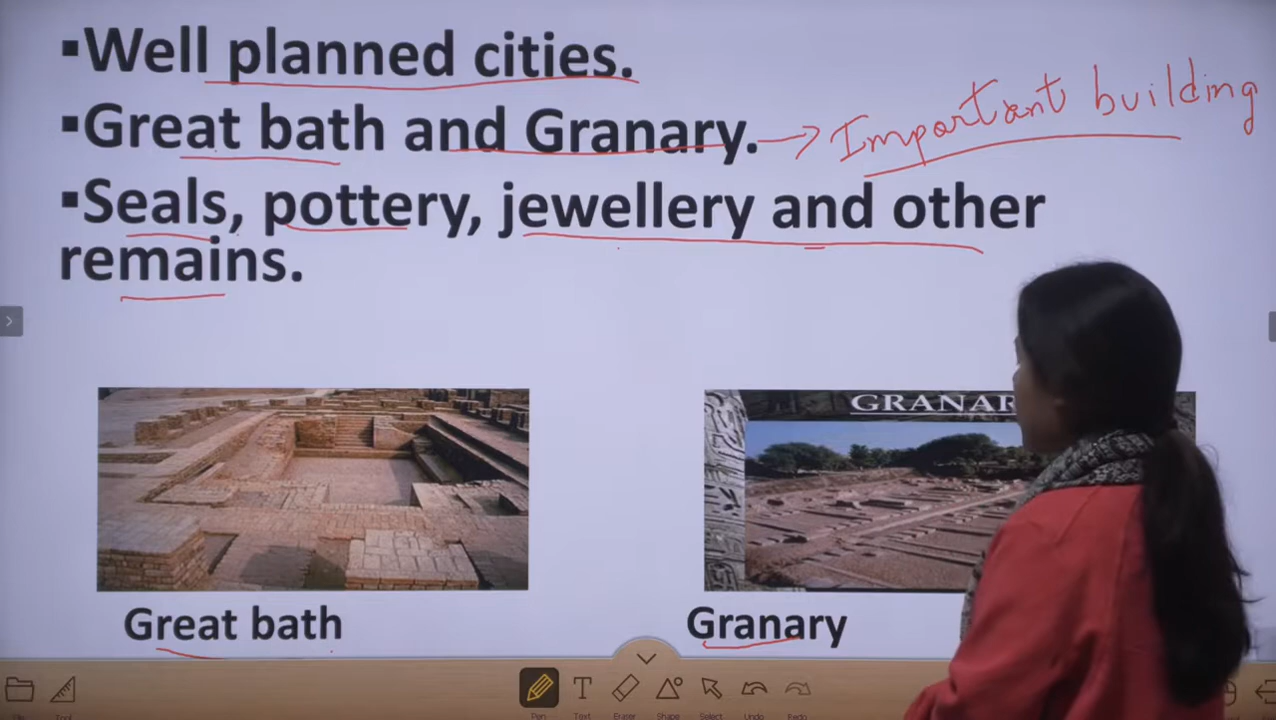 ▪Well planned cities.
▪Great bath and Granary. → Important building
▪Seals, pottery, jewellery and other
remains.
GRANAR
Great bath
Granary
Pen
Text
Eraser
Shape
Select
Undo
Redo
Tool